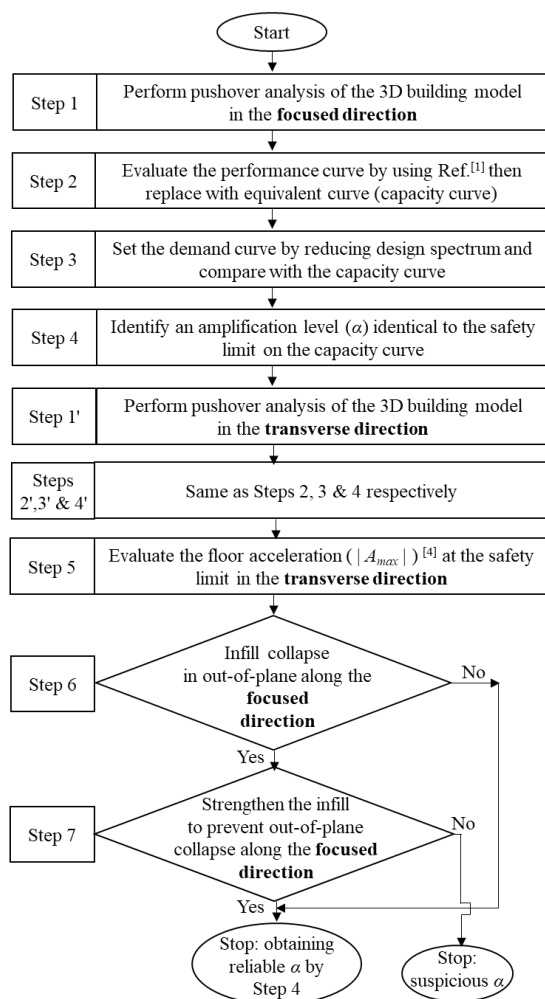 Start
Step 1
Perform pushover analysis of the 3D building model
in the focused direction
Step 2
Evaluate the performance curve by using Ref.[1] then
replace with equivalent curve (capacity curve)
Step 3
Set the demand curve by reducing design spectrum and
compare with the capacity curve
Step 4
Identify an amplification level (α) identical to the safety
limit on the capacity curve
Step 1'
Perform pushover analysis of the 3D building model
in the transverse direction
Steps
2',3' & 4'
Same as Steps 2, 3 & 4 respectively
Step 5
Evaluate the floor acceleration ( | Amax | ) [4] at the safety
limit in the transverse direction
Step 6
Infill collapse
in out-of-plane along the
focused
direction
No
Yes
Step 7
Strengthen the infill
to prevent out-of-plane
collapse along the focused
direction
No
Yes
Stop: obtaining
reliable α by
Step 4
Stop:
suspicious α